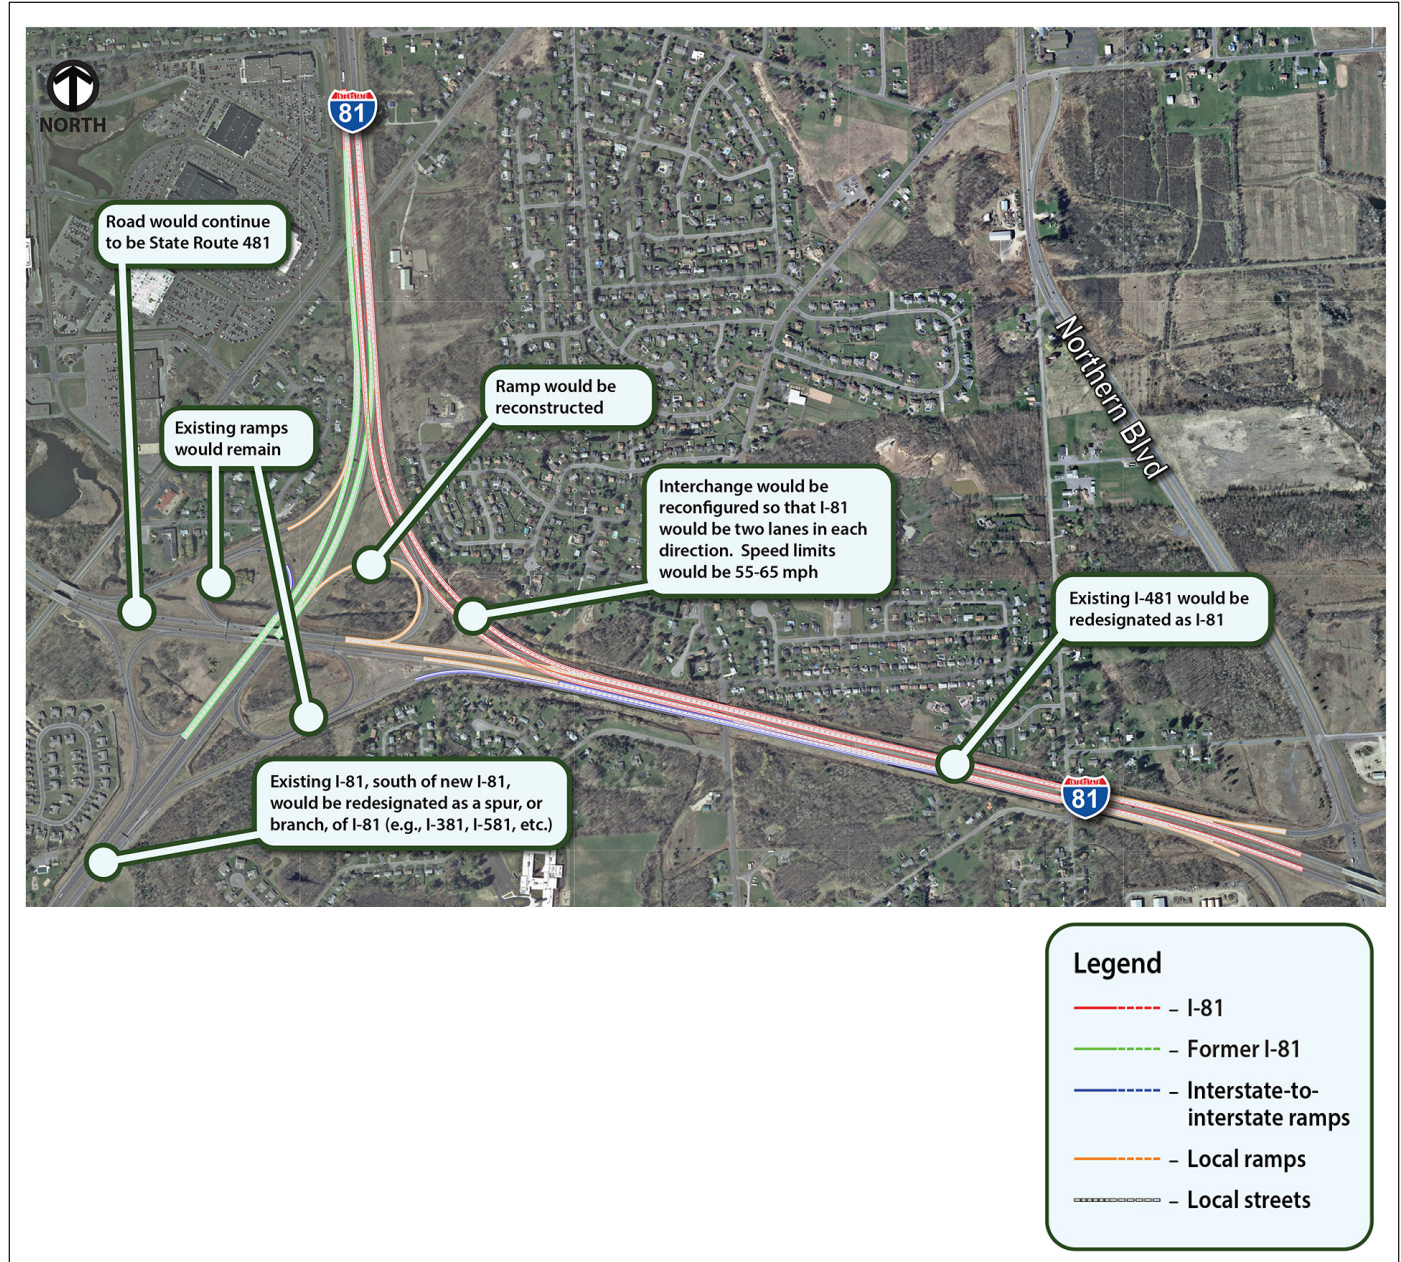 NORTH
INTERSTATE
81
Road would continue
to be State Route 481
Existing ramps
would remain
Ramp would be
reconstructed
Interchange would be
reconfigured so that I-81
would be two lanes in each
direction.  Speed limits
would be 55-65 mph
Northern Blvd
Existing I-481 would be
redesignated as I-81
Existing I-81, south of new I-81,
would be redesignated as a spur, or
branch, of I-81 (e.g., I-381, I-581, etc.)
INTERSTATE
81
Legend
– I-81
– Former I-81
– Interstate-to-
interstate ramps
– Local ramps
– Local streets